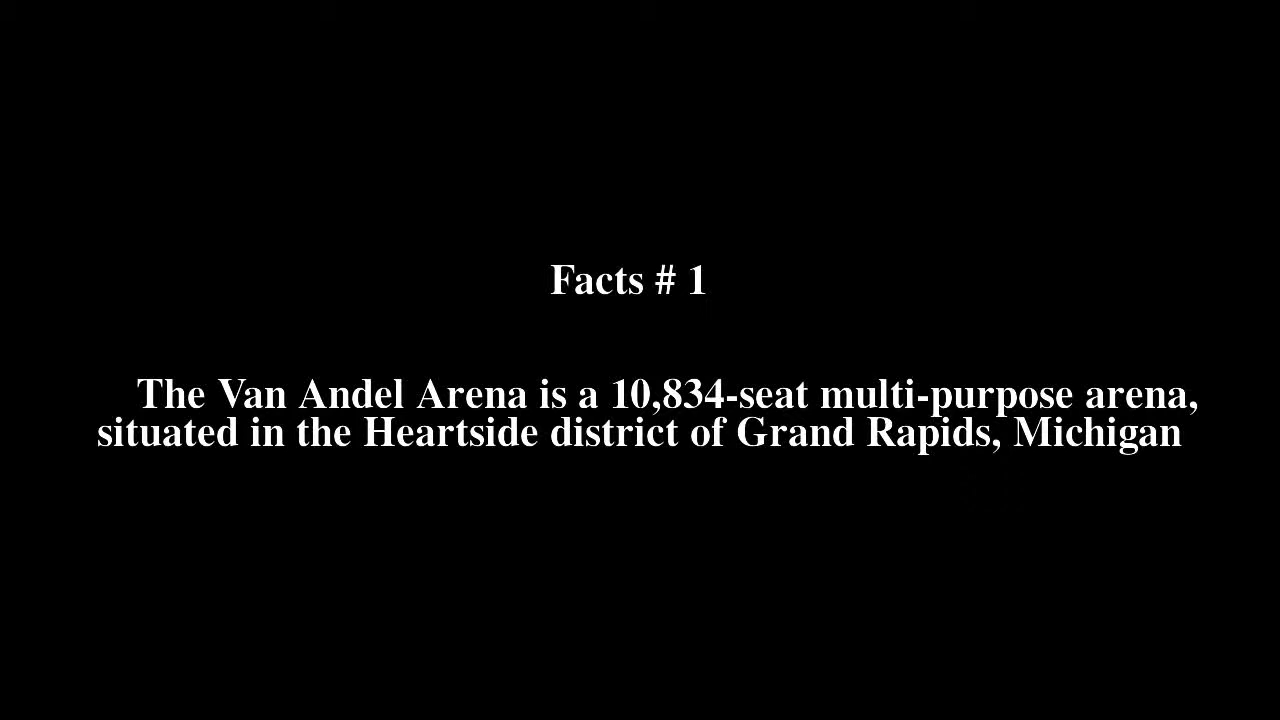 Facts # 1
The Van Andel Arena is a 10,834-seat multi-purpose arena,
situated in the Heartside district of Grand Rapids, Michigan